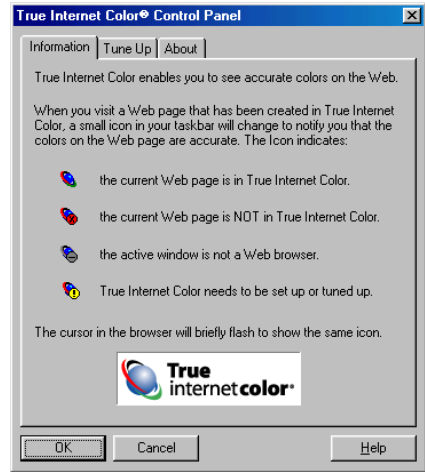 True Internet Color® Control Panel
Information Tune Up About
True Internet Color enables you to see accurate colors on the Web.
When you visit a Web page that has been created in True Internet
Color, a small icon in your taskbar will change to notify you that the
colors on the Web page are accurate. The Icon indicates:
the current Web page is in True Internet Color.
the current Web page is NOT in True Internet Color.
the active window is not a Web browser.
True Internet Color needs to be set up or tuned up.
The cursor in the browser will briefly flash to show the same icon.
True
internetcolor
OK Cancel Help